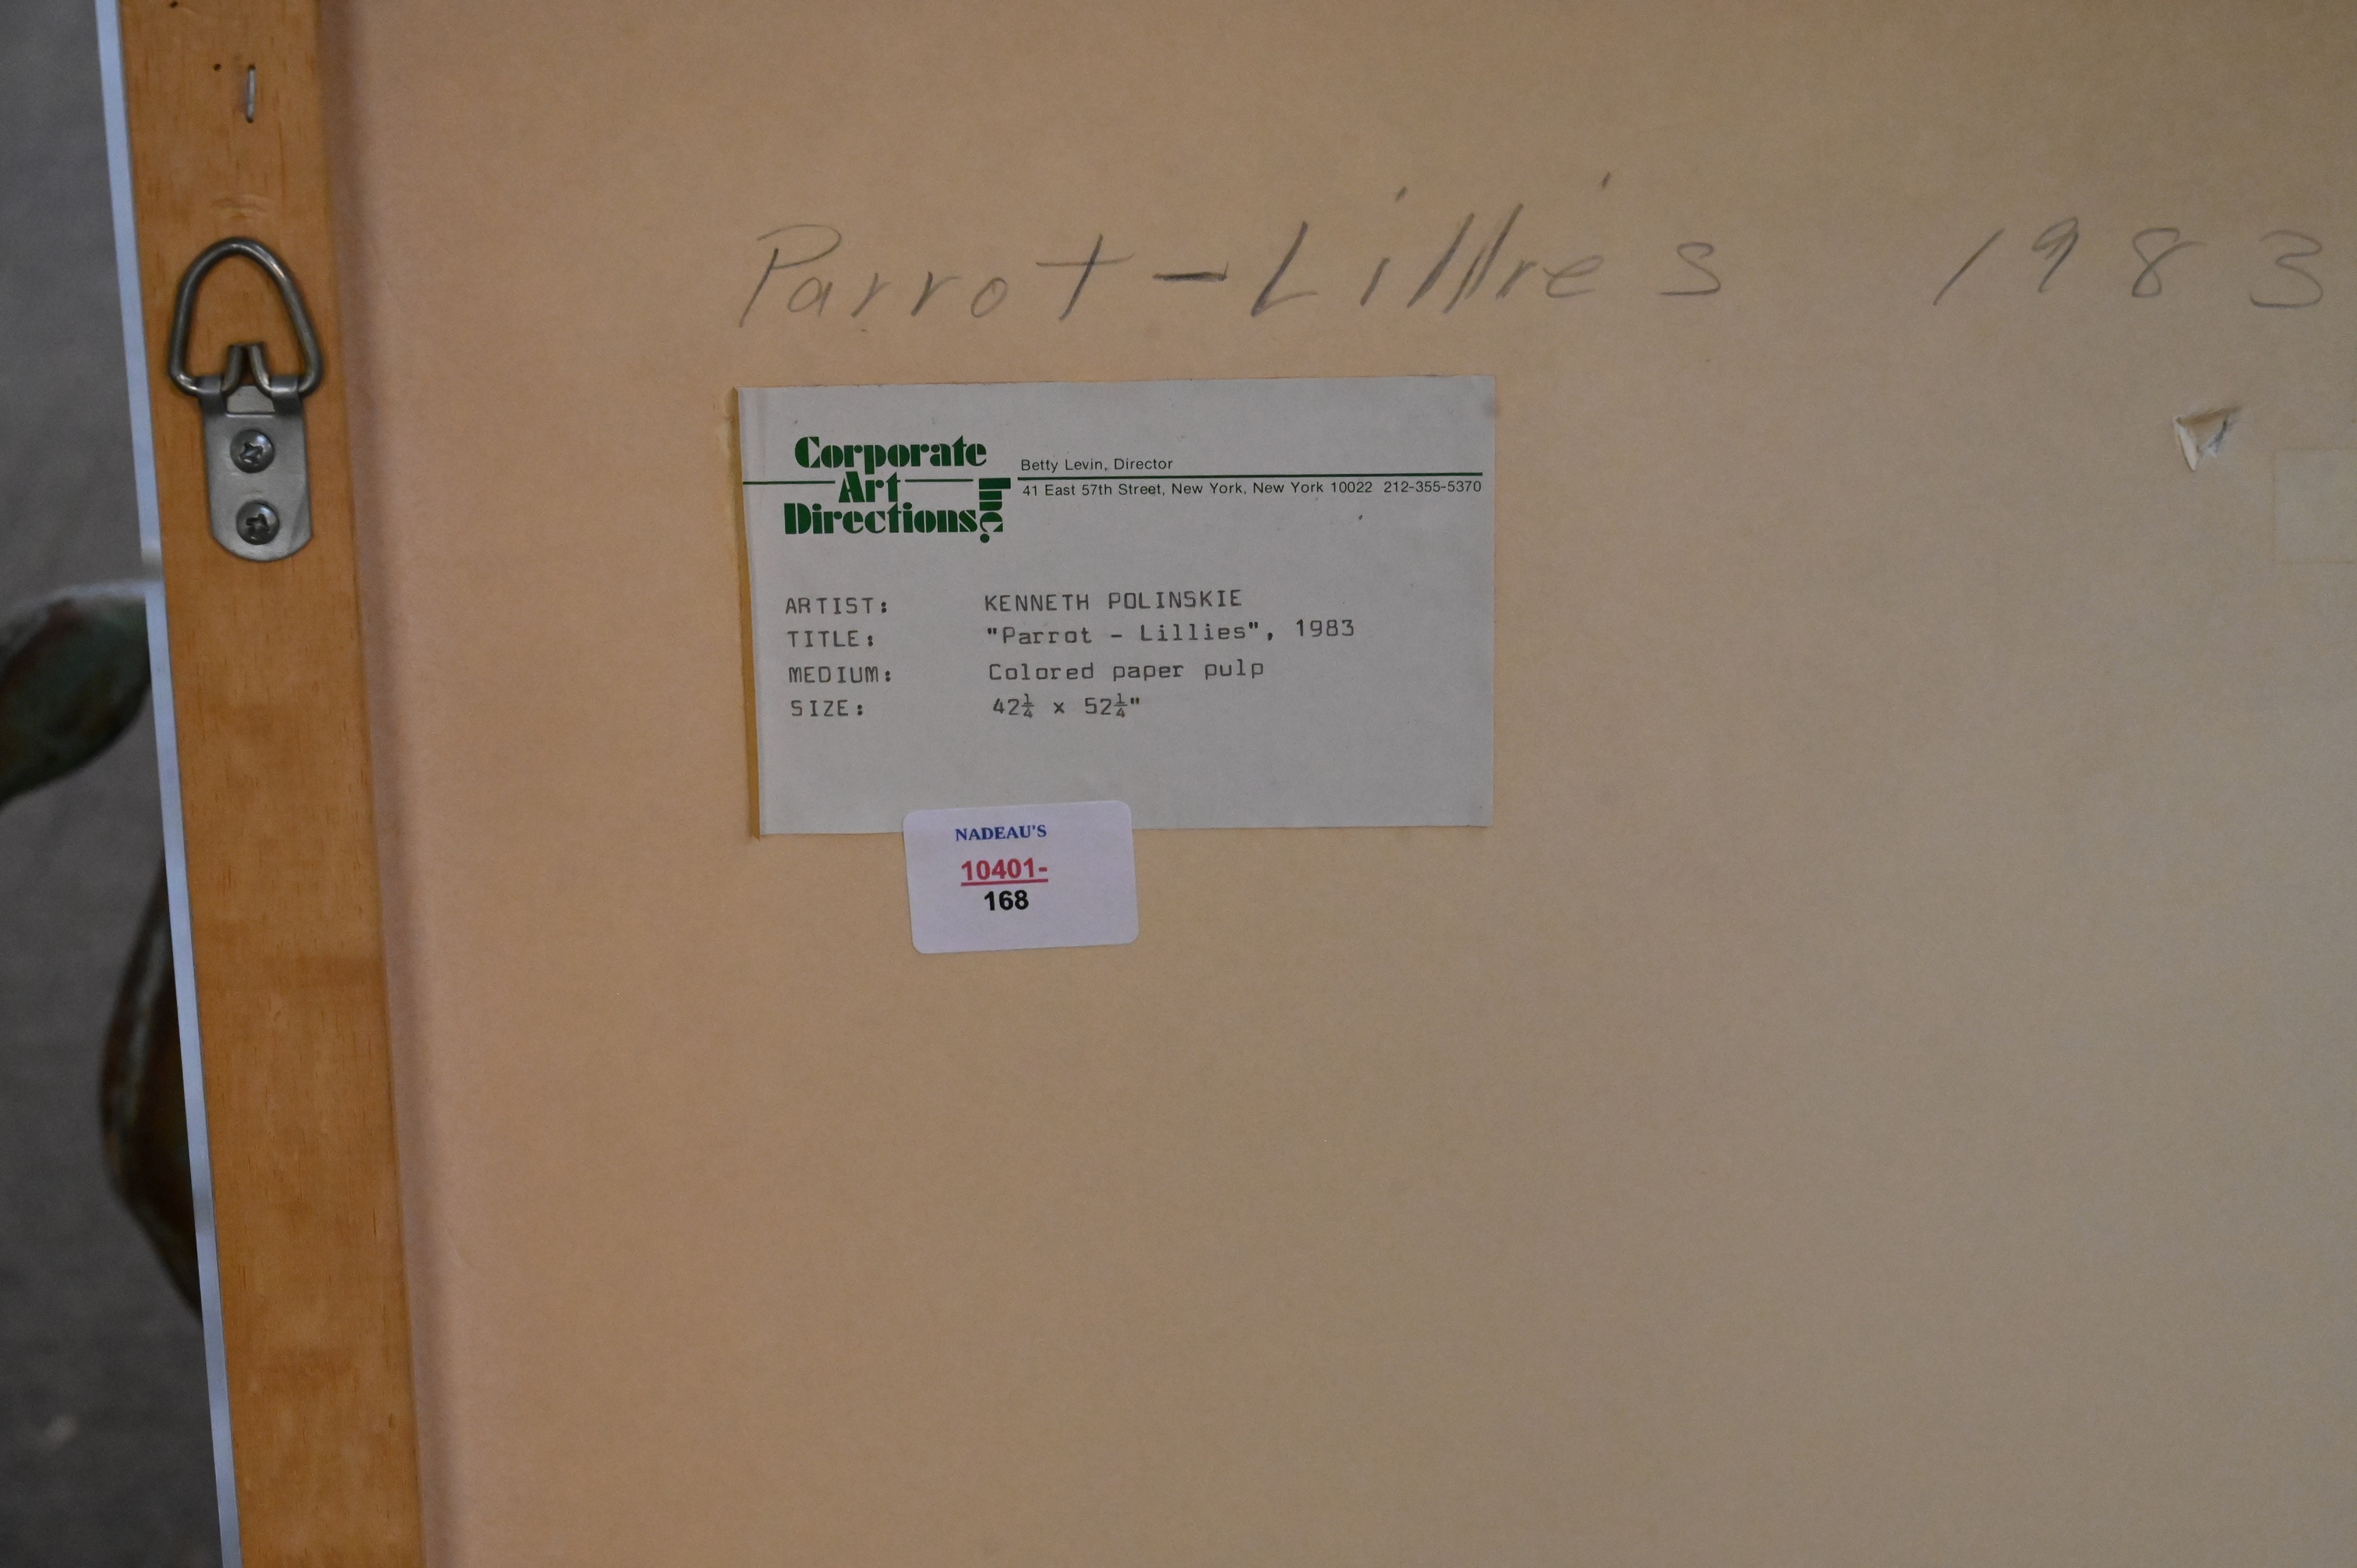 Parrot - Lillies 1983
Corporate
Art
Directions Inc.
Betty Levin, Director
41 East 57th Street, New York, New York 10022 212-355-5370
ARTIST: KENNETH POLINSKIE
TITLE: "Parrot - Lillies", 1983
MEDIUM: Colored paper pulp
SIZE: 42¼ x 52¼"
NADEAU'S
10401-
168